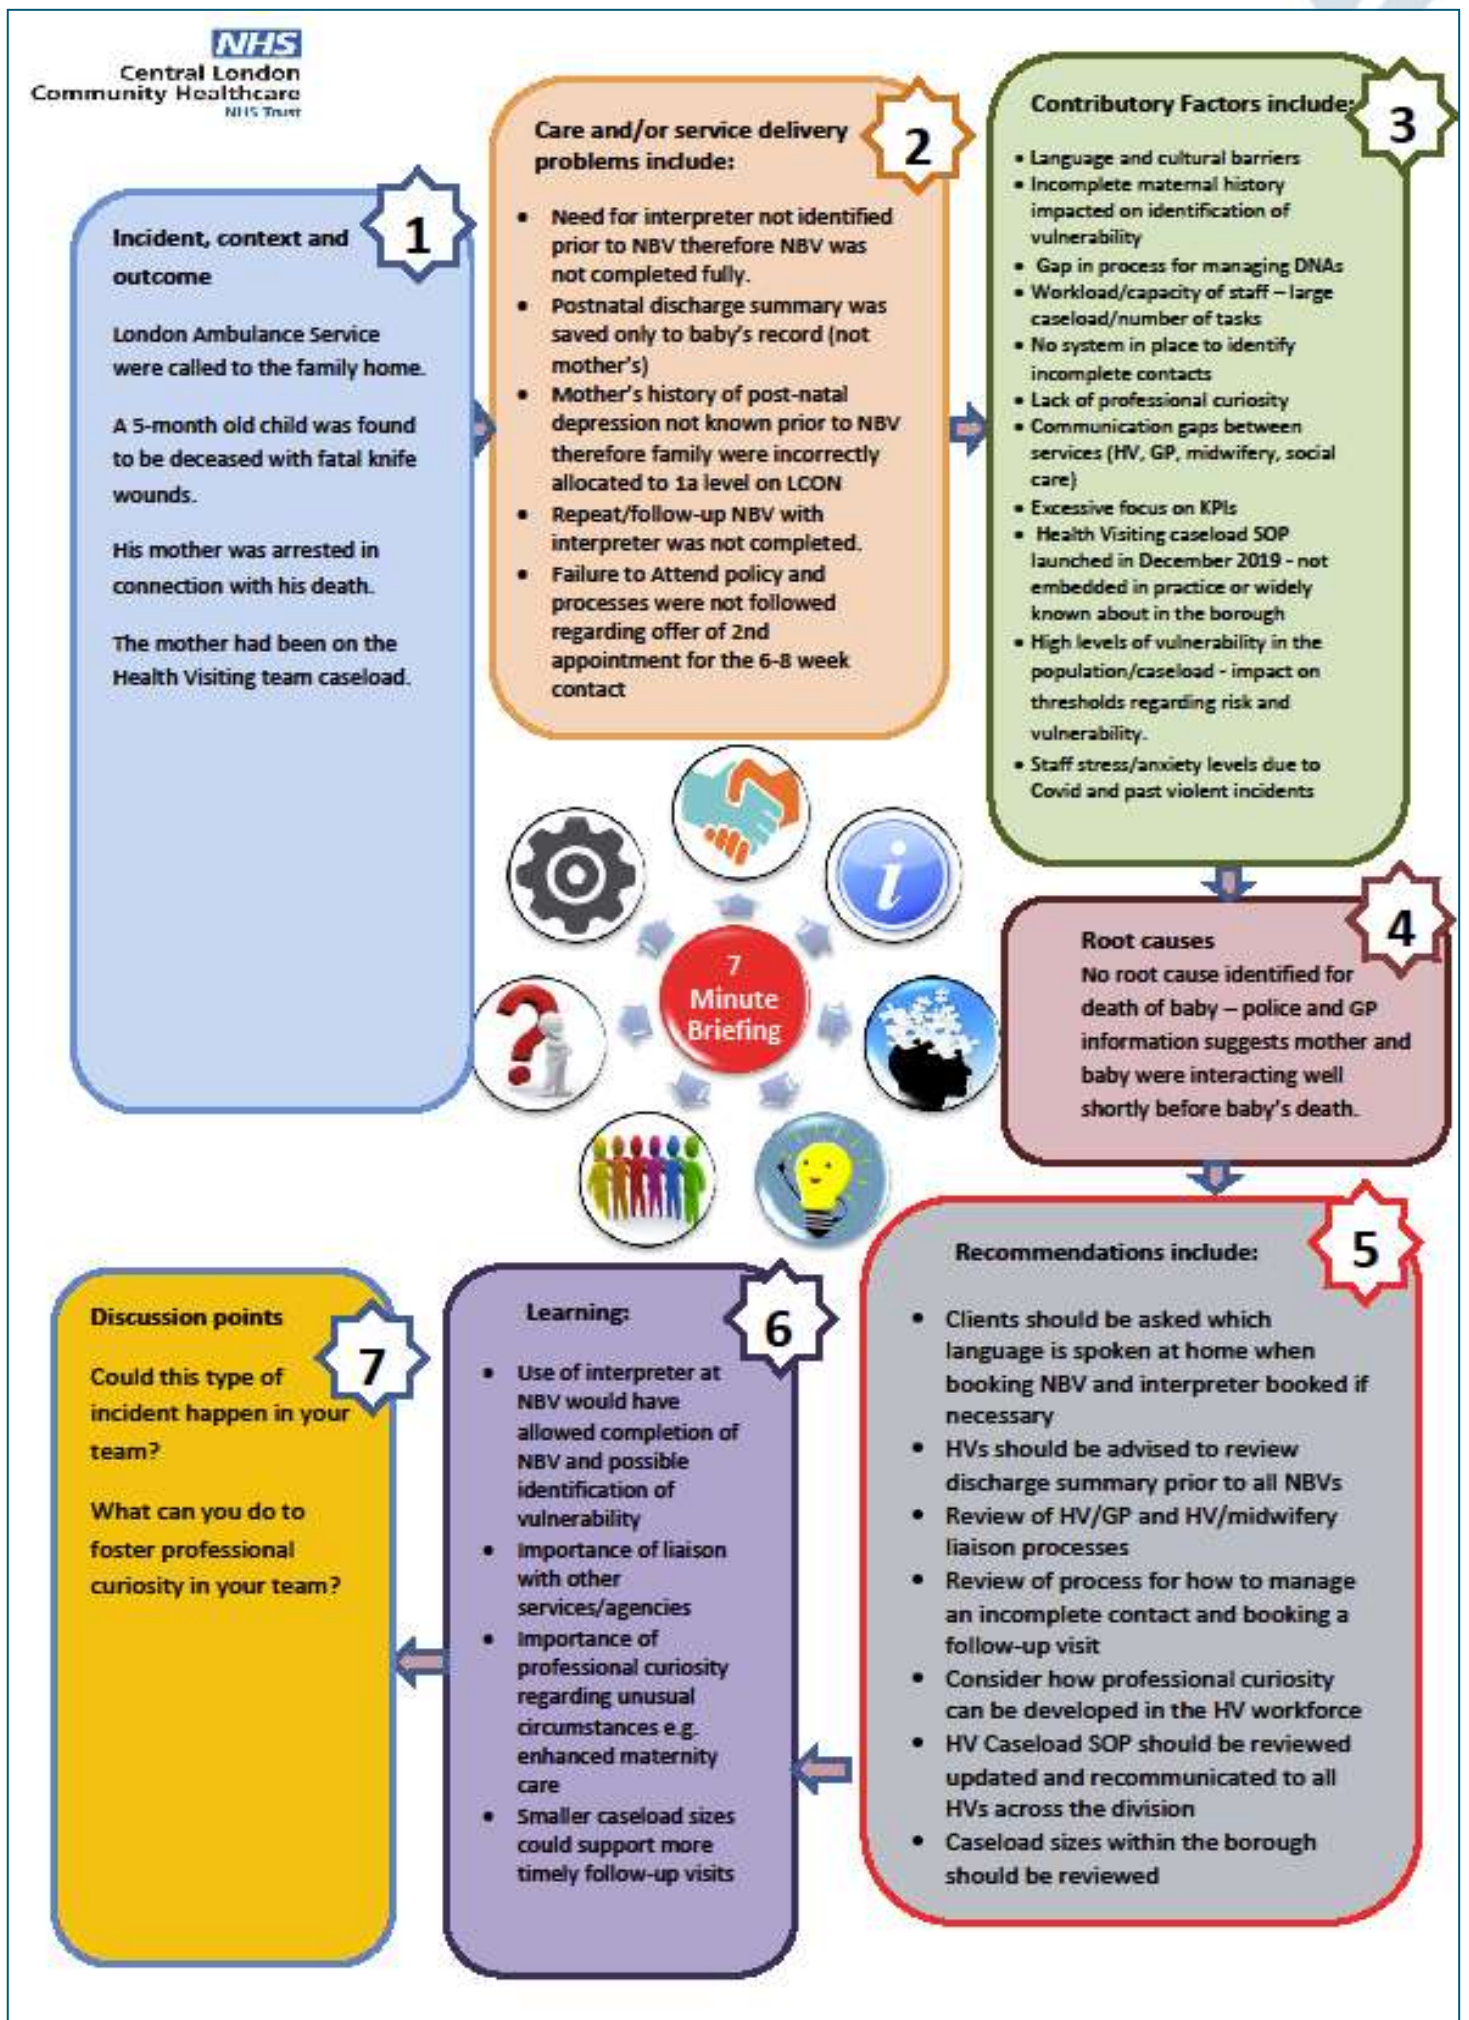 NHS
Central London
Community Healthcare
NHS Trust
1
Incident, context and
outcome
London Ambulance Service
were called to the family home.
A 5-month old child was found
to be deceased with fatal knife
wounds.
His mother was arrested in
connection with his death.
The mother had been on the
Health Visiting team caseload.
2
Care and/or service delivery
problems include:
• Need for interpreter not identified
prior to NBV therefore NBV was
not completed fully.
• Postnatal discharge summary was
saved only to baby's record (not
mother's)
• Mother's history of post-natal
depression not known prior to NBV
therefore family were incorrectly
allocated to 1a level on LCON
• Repeat/follow-up NBV with
interpreter was not completed.
• Failure to Attend policy and
processes were not followed
regarding offer of 2nd
appointment for the 6-8 week
contact
3
Contributory Factors include:
• Language and cultural barriers
• Incomplete maternal history
impacted on identification of
vulnerability
• Gap in process for managing DNAs
• Workload/capacity of staff – large
caseload/number of tasks
• No system in place to identify
incomplete contacts
• Lack of professional curiosity
• Communication gaps between
services (HV, GP, midwifery, social
care)
• Excessive focus on KPIs
• Health Visiting caseload SOP
launched in December 2019 - not
embedded in practice or widely
known about in the borough
• High levels of vulnerability in the
population/caseload - impact on
thresholds regarding risk and
vulnerability.
• Staff stress/anxiety levels due to
Covid and past violent incidents
i
7
Minute
Briefing
4
Root causes
No root cause identified for
death of baby – police and GP
information suggests mother and
baby were interacting well
shortly before baby's death.
5
Recommendations include:
• Clients should be asked which
language is spoken at home when
booking NBV and interpreter booked if
necessary
• HVs should be advised to review
discharge summary prior to all NBVs
• Review of HV/GP and HV/midwifery
liaison processes
• Review of process for how to manage
an incomplete contact and booking a
follow-up visit
• Consider how professional curiosity
can be developed in the HV workforce
• HV Caseload SOP should be reviewed
updated and recommunicated to all
HVs across the division
• Caseload sizes within the borough
should be reviewed
6
Learning:
• Use of interpreter at
NBV would have
allowed completion of
NBV and possible
identification of
vulnerability
• Importance of liaison
with other
services/agencies
• Importance of
professional curiosity
regarding unusual
circumstances e.g.
enhanced maternity
care
• Smaller caseload sizes
could support more
timely follow-up visits
7
Discussion points
Could this type of
incident happen in your
team?
What can you do to
foster professional
curiosity in your team?